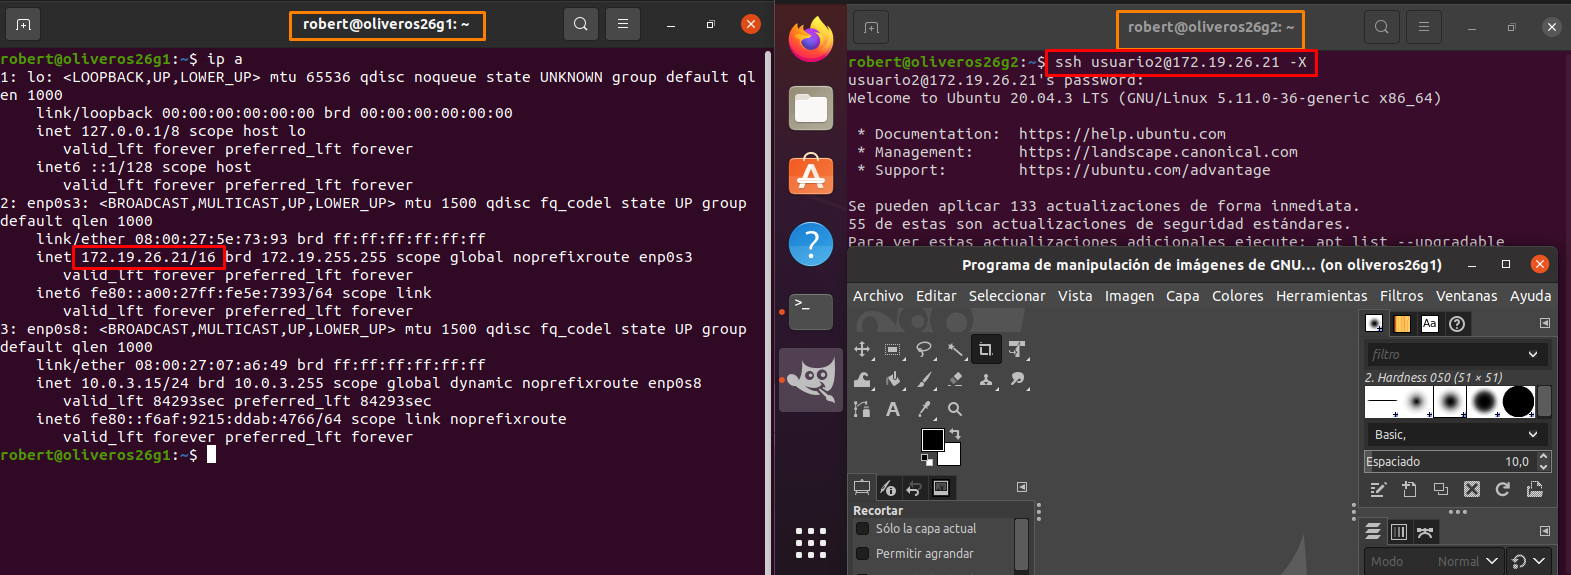 robert@oliveros26g1: ~
robert@oliveros26g1:~$ ip a
1: lo: <LOOPBACK,UP,LOWER_UP> mtu 65536 qdisc noqueue state UNKNOWN group default ql
en 1000
link/loopback 00:00:00:00:00:00 brd 00:00:00:00:00:00
inet 127.0.0.1/8 scope host lo
valid_lft forever preferred_lft forever
inet6 ::1/128 scope host
valid_lft forever preferred_lft forever
2: enp0s3: <BROADCAST,MULTICAST,UP,LOWER_UP> mtu 1500 qdisc fq_codel state UP group
default qlen 1000
link/ether 08:00:27:5e:73:93 brd ff:ff:ff:ff:ff:ff
inet 172.19.26.21/16 brd 172.19.255.255 scope global noprefixroute enp0s3
valid_lft forever preferred_lft forever
inet6 fe80::a00:27ff:fe5e:7393/64 scope link
valid_lft forever preferred_lft forever
3: enp0s8: <BROADCAST,MULTICAST,UP,LOWER_UP> mtu 1500 qdisc fq_codel state UP group
default qlen 1000
link/ether 08:00:27:07:a6:49 brd ff:ff:ff:ff:ff:ff
inet 10.0.3.15/24 brd 10.0.3.255 scope global dynamic noprefixroute enp0s8
valid_lft 84293sec preferred_lft 84293sec
inet6 fe80::f6af:9215:ddab:4766/64 scope link noprefixroute
valid_lft forever preferred_lft forever
robert@oliveros26g1:~$
robert@oliveros26g2: ~
robert@oliveros26g2:~$ ssh usuario2@172.19.26.21 -X
usuario2@172.19.26.21's password:
Welcome to Ubuntu 20.04.3 LTS (GNU/Linux 5.11.0-36-generic x86_64)
* Documentation: https://help.ubuntu.com
* Management: https://landscape.canonical.com
* Support: https://ubuntu.com/advantage
Se pueden aplicar 133 actualizaciones de forma inmediata.
55 de estas son actualizaciones de seguridad estándares.
Para ver estas actualizaciones adicionales ejecute: apt list --upgradable
Programa de manipulación de imágenes de GNU... (on oliveros26g1)
Archivo Editar Seleccionar Vista Imagen Capa Colores Herramientas Filtros Ventanas Ayuda
Aa
filtro
2. Hardness 050 (51 × 51)
Basic,
Espaciado 10,0
Recortar
Sólo la capa actual
Permitir agrandar
Modo Normal